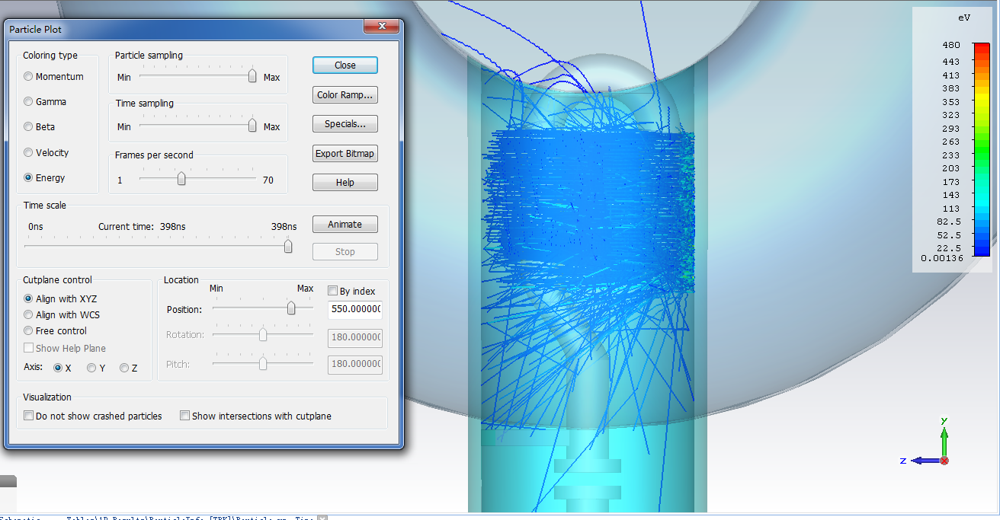 Particle Plot
Coloring type
Momentum
Gamma
Beta
Velocity
Energy
Particle sampling
Min Max
Time sampling
Min Max
Frames per second
1 70
Close
Color Ramp...
Specials...
Export Bitmap
Help
Time scale
0ns Current time: 398ns 398ns
Animate
Stop
Cutplane control
Align with XYZ
Align with WCS
Free control
Show Help Plane
Axis: X Y Z
Location
Min Max
By index
Position: 550.000000
Rotation: 180.000000
Pitch: 180.000000
Visualization
Do not show crashed particles
Show intersections with cutplane
eV
480
443
413
383
353
323
293
263
233
203
173
143
113
82.5
52.5
22.5
0.00136
y
z